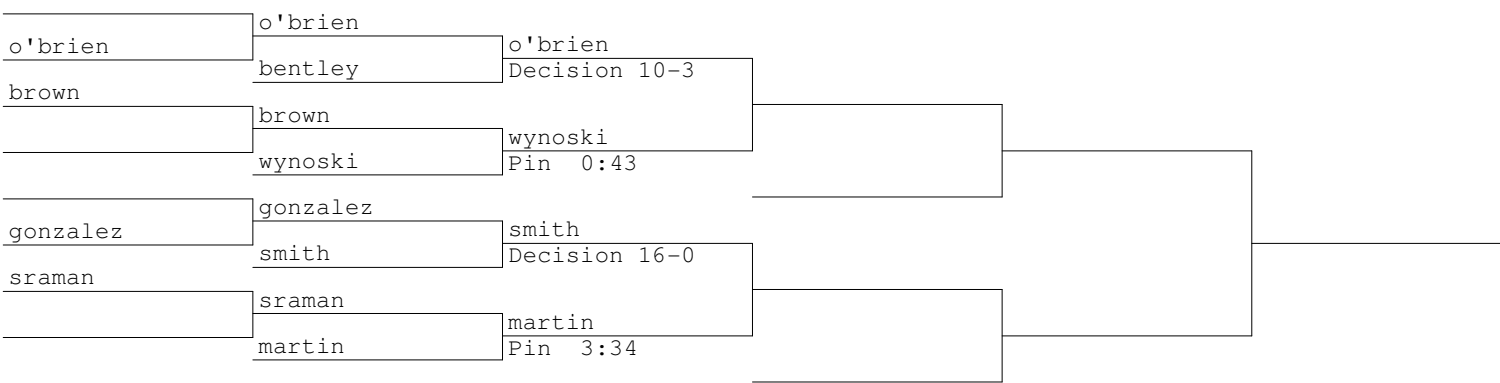 o'brien
o'brien
o'brien
bentley
Decision 10-3
brown
brown
wynoski
wynoski
Pin  0:43
gonzalez
gonzalez
smith
smith
Decision 16-0
sraman
sraman
martin
martin
Pin  3:34